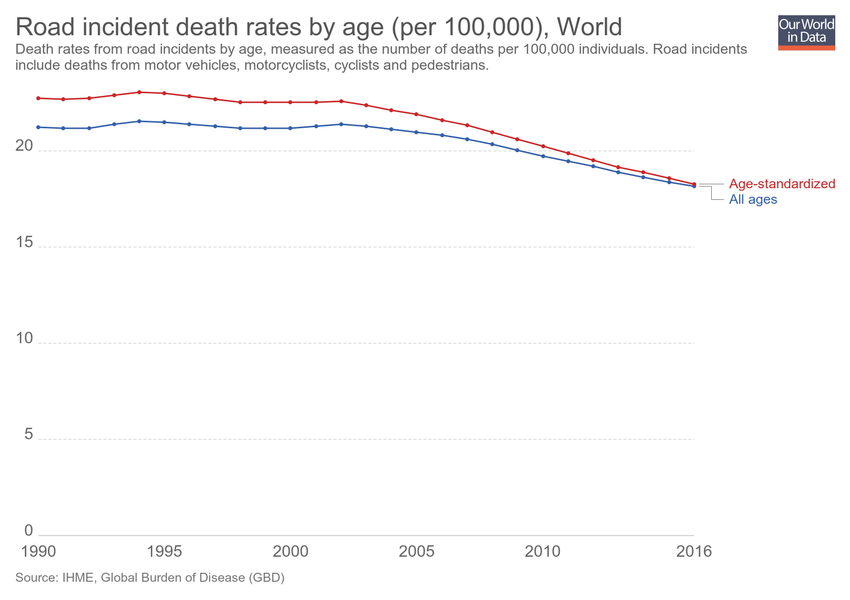 Road incident death rates by age (per 100,000), World
Our World
in Data
Death rates from road incidents by age, measured as the number of deaths per 100,000 individuals. Road incidents
include deaths from motor vehicles, motorcyclists, cyclists and pedestrians.
20
15
10
5
0
Age-standardized
All ages
1990
1995
2000
2005
2010
2016
Source: IHME, Global Burden of Disease (GBD)